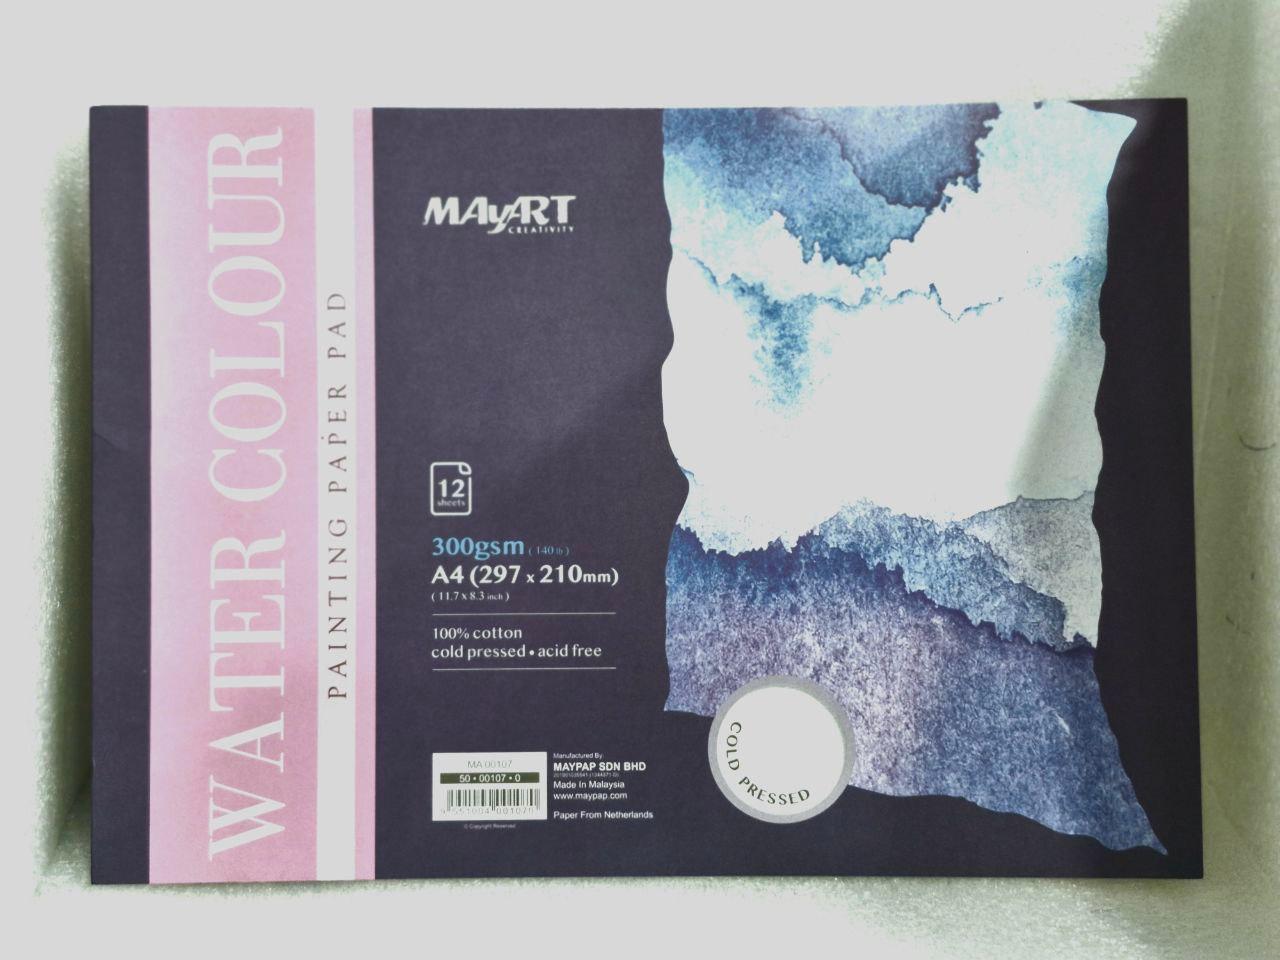 WATER COLOUR
PAINTING PAPER PAD
MAyART
CREATIVITY
12
sheets
300gsm (140 lb)
A4 (297 x 210mm)
(11.7 x 8.3 inch)
100% cotton
cold pressed • acid free
MA 00107
50 • 00107 • 0
Manufactured By:
MAYPAP SDN BHD
Made In Malaysia
www.maypap.com
Paper From Netherlands
© Copyright Reserved
COLD PRESSED